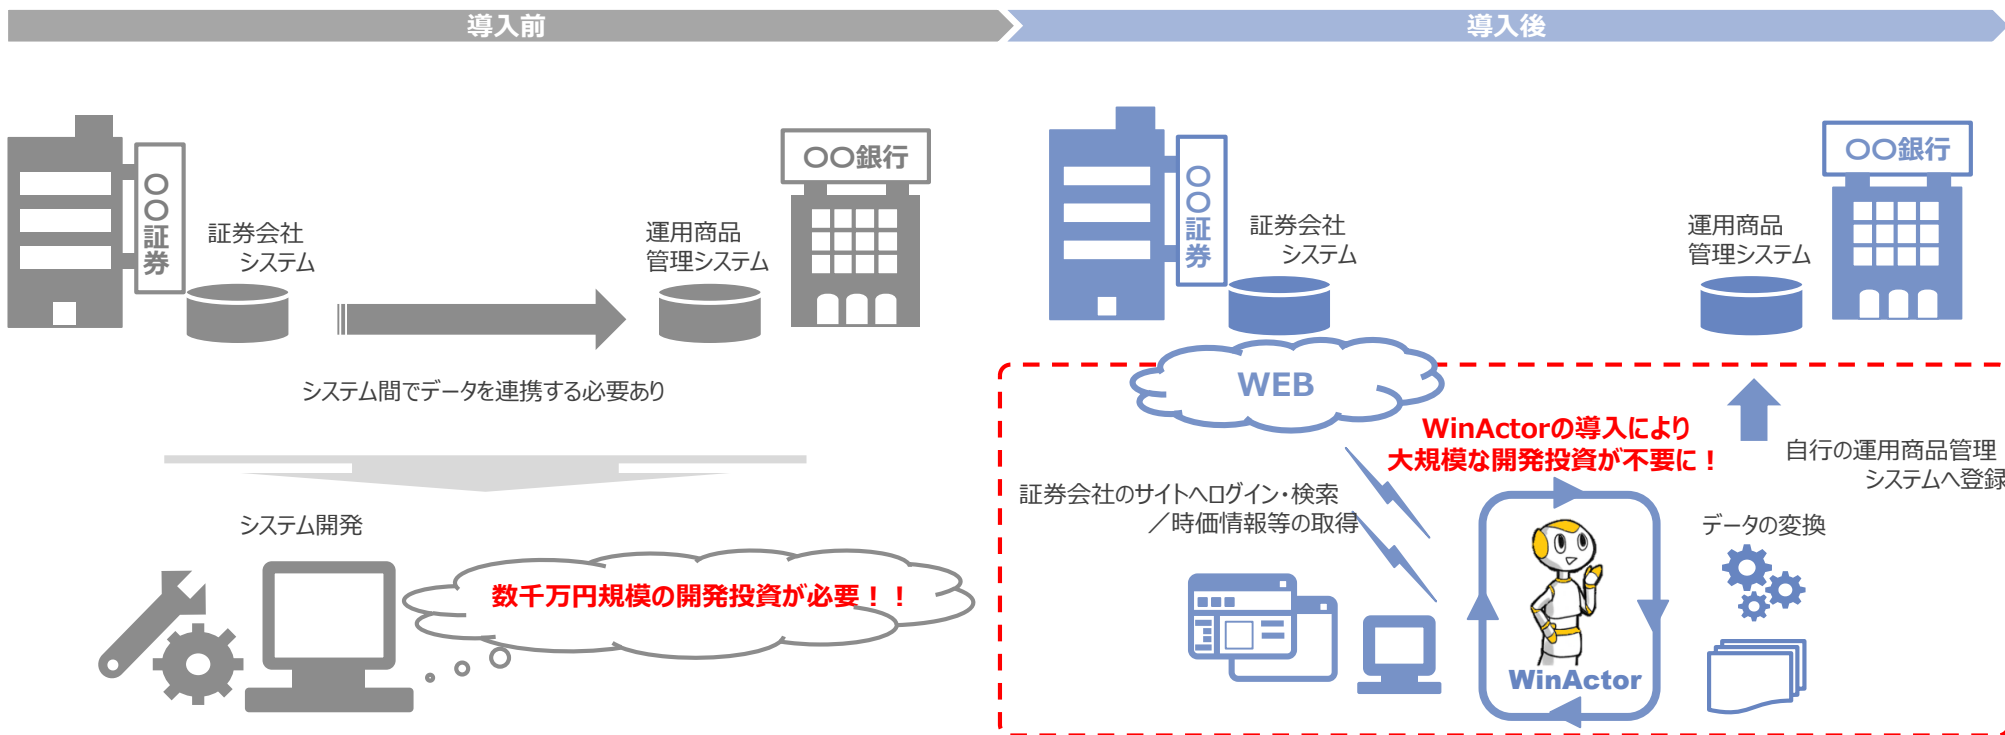 導入前
〇〇証券
証券会社
システム
運用商品
管理システム
〇〇銀行
システム間でデータを連携する必要あり
システム開発
数千万円規模の開発投資が必要！！
導入後
〇〇証券
証券会社
システム
運用商品
管理システム
〇〇銀行
WEB
WinActorの導入により
大規模な開発投資が不要に！
自行の運用商品管理
システムへ登録
証券会社のサイトへログイン・検索
／時価情報等の取得
データの変換
WinActor